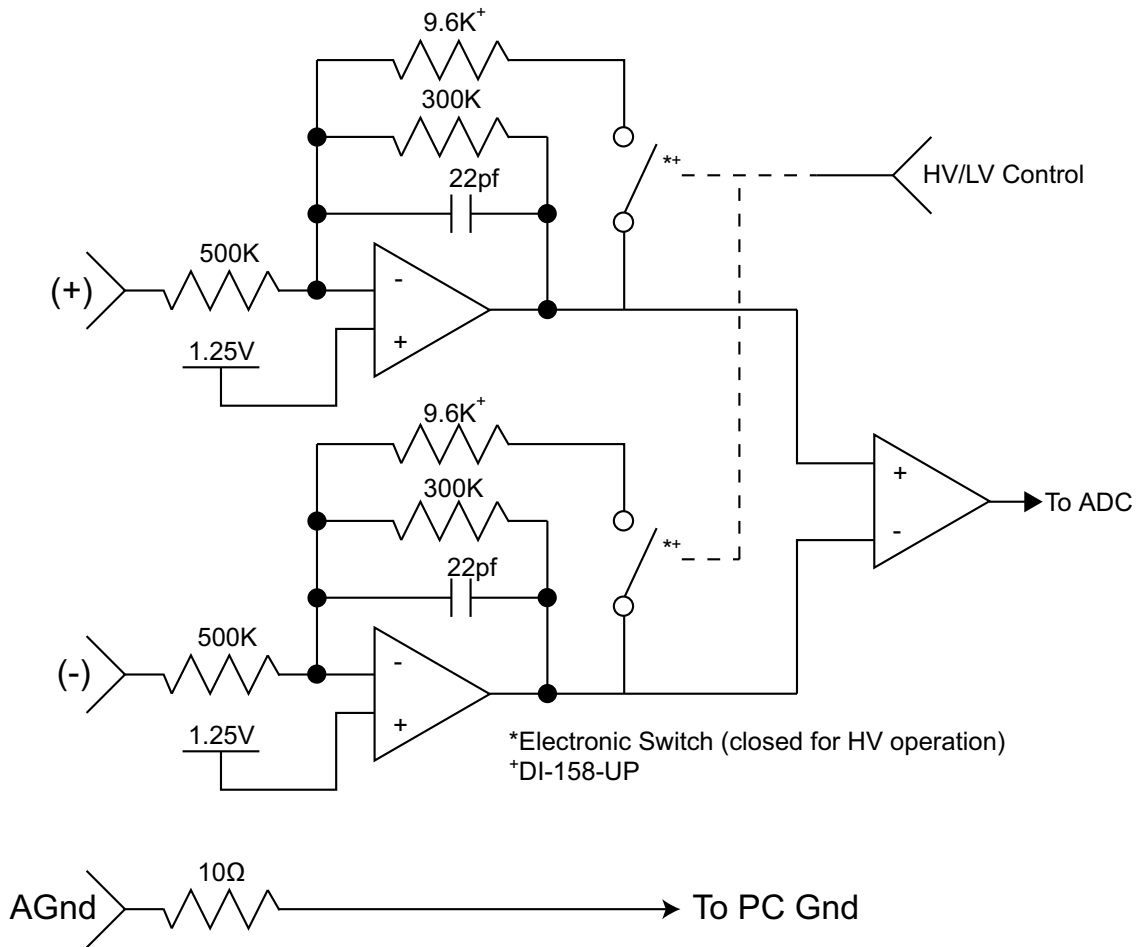 9.6K+
300K
22pf
*+
HV/LV Control
500K
(+)
-
+
1.25V
9.6K+
300K
22pf
*+
+
-
To ADC
500K
(-)
-
+
1.25V
*Electronic Switch (closed for HV operation)
+DI-158-UP
10Ω
AGnd
To PC Gnd